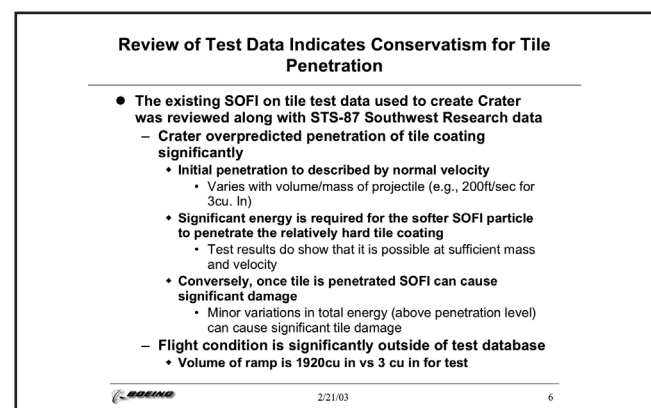 Review of Test Data Indicates Conservatism for Tile
Penetration
● The existing SOFI on tile test data used to create Crater
was reviewed along with STS-87 Southwest Research data
– Crater overpredicted penetration of tile coating
significantly
◆ Initial penetration to described by normal velocity
• Varies with volume/mass of projectile (e.g., 200ft/sec for
3cu. In)
◆ Significant energy is required for the softer SOFI particle
to penetrate the relatively hard tile coating
• Test results do show that it is possible at sufficient mass
and velocity
◆ Conversely, once tile is penetrated SOFI can cause
significant damage
• Minor variations in total energy (above penetration level)
can cause significant tile damage
– Flight condition is significantly outside of test database
◆ Volume of ramp is 1920cu in vs 3 cu in for test
BOEING 2/21/03 6